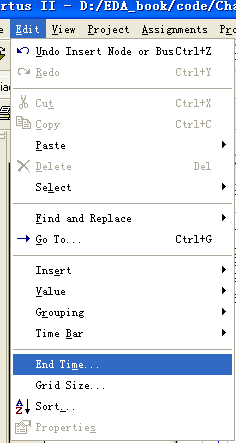 rtus II - D:/EDA_book/code/Cha
Edit View Project Assignments P
Undo Insert Node or Bus Ctrl+Z
Redo Ctrl+Y
Cut Ctrl+X
Copy Ctrl+C
Paste
Delete Del
Select
Find and Replace
Go To... Ctrl+G
Insert
Value
Grouping
Time Bar
End Time...
Grid Size...
Sort...
Properties